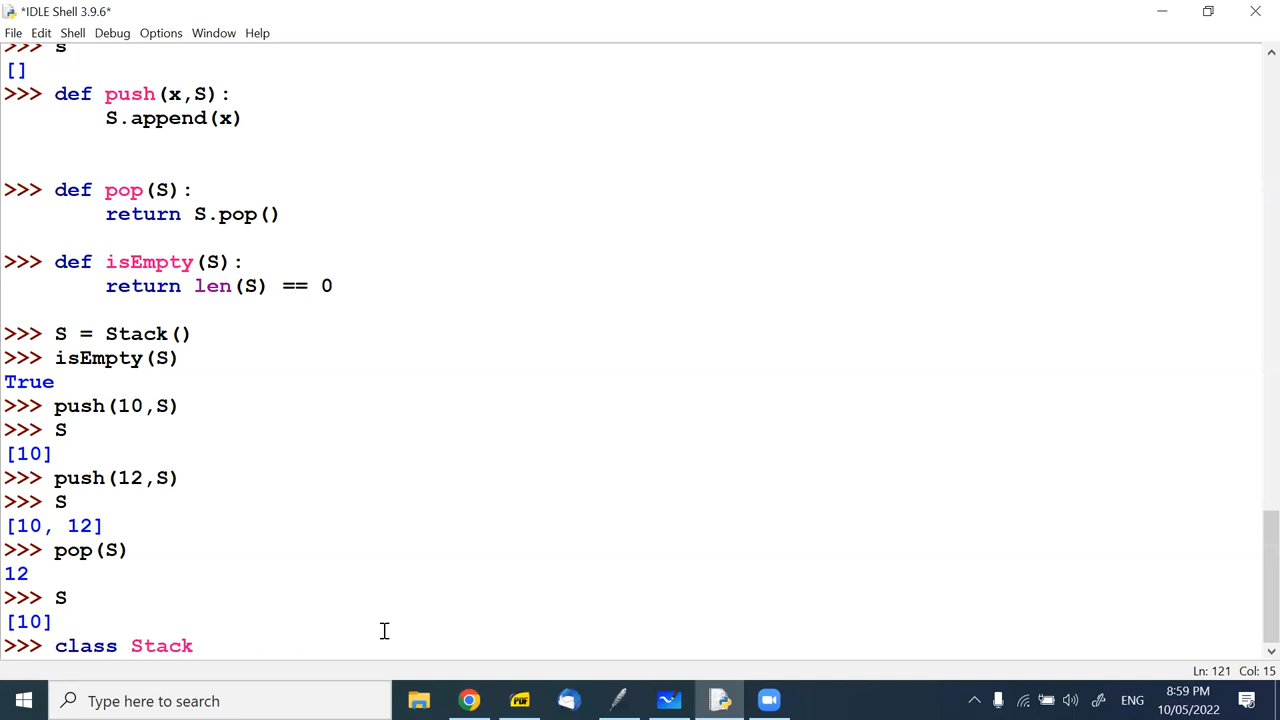 *IDLE Shell 3.9.6*
File Edit Shell Debug Options Window Help
>>> s
[]
>>> def push(x,S):
        S.append(x)
>>> def pop(S):
        return S.pop()
>>> def isEmpty(S):
        return len(S) == 0
>>> S = Stack()
>>> isEmpty(S)
True
>>> push(10,S)
>>> S
[10]
>>> push(12,S)
>>> S
[10, 12]
>>> pop(S)
12
>>> S
[10]
>>> class Stack
Ln: 121 Col: 15
Type here to search
PDF
ENG
8:59 PM
10/05/2022